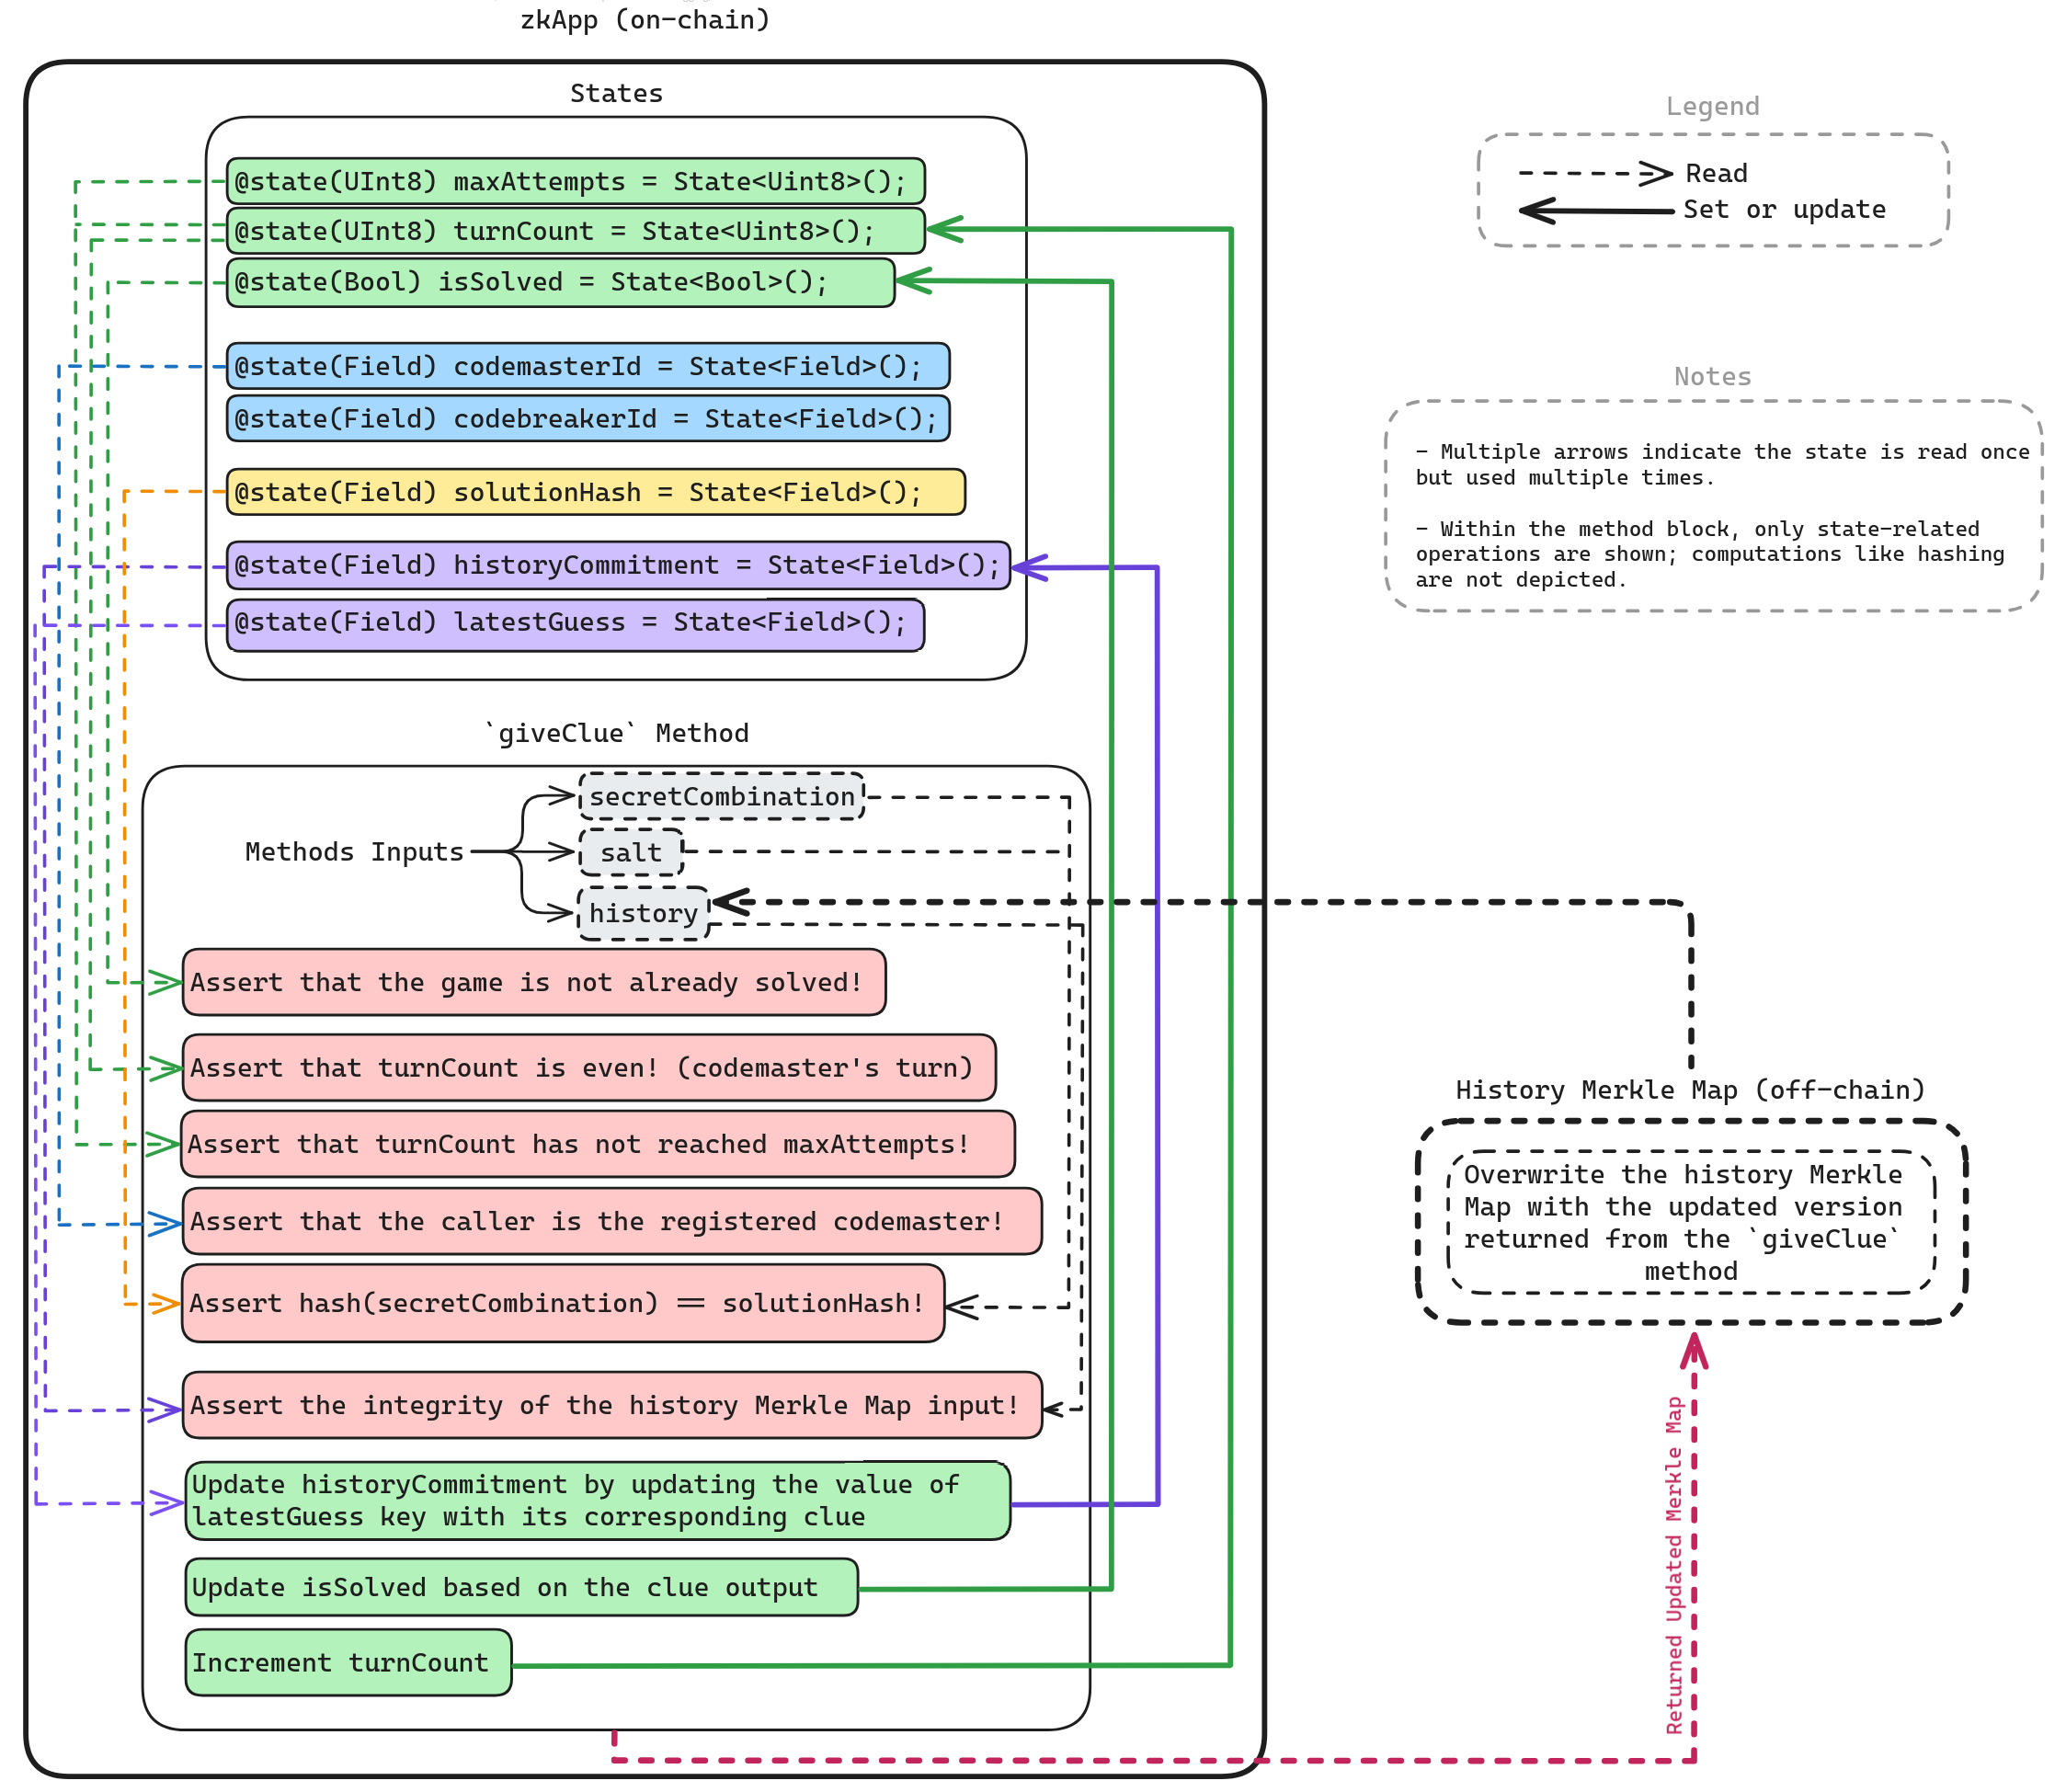 zkApp (on-chain)
States
@state(UInt8) maxAttempts = State<Uint8>();
@state(UInt8) turnCount = State<Uint8>();
@state(Bool) isSolved = State<Bool>();
@state(Field) codemasterId = State<Field>();
@state(Field) codebreakerId = State<Field>();
@state(Field) solutionHash = State<Field>();
@state(Field) historyCommitment = State<Field>();
@state(Field) latestGuess = State<Field>();
`giveClue` Method
Methods Inputs
secretCombination
salt
history
Assert that the game is not already solved!
Assert that turnCount is even! (codemaster's turn)
Assert that turnCount has not reached maxAttempts!
Assert that the caller is the registered codemaster!
Assert hash(secretCombination) == solutionHash!
Assert the integrity of the history Merkle Map input!
Update historyCommitment by updating the value of
latestGuess key with its corresponding clue
Update isSolved based on the clue output
Increment turnCount
Legend
Read
Set or update
Notes
- Multiple arrows indicate the state is read once
but used multiple times.
- Within the method block, only state-related
operations are shown; computations like hashing
are not depicted.
History Merkle Map (off-chain)
Overwrite the history Merkle
Map with the updated version
returned from the `giveClue`
method
Returned Updated Merkle Map